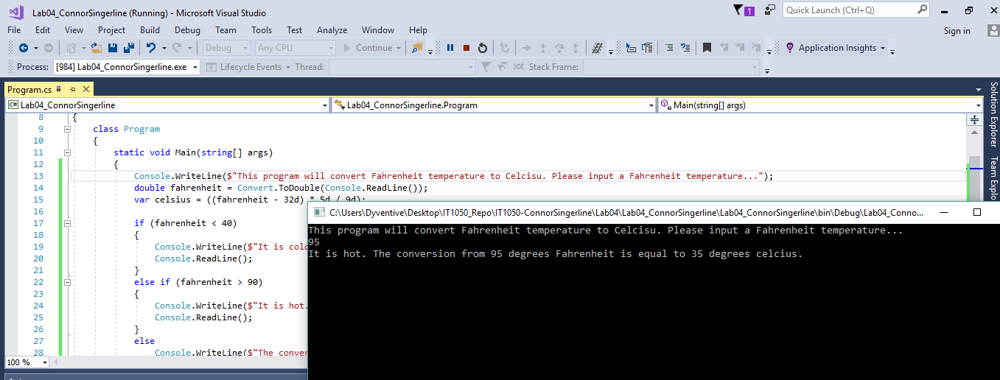 Lab04_ConnorSingerline (Running) - Microsoft Visual Studio
1
Quick Launch (Ctrl+Q)
File Edit View Project Build Debug Team Tools Test Analyze Window Help
Sign in
Debug Any CPU Continue Application Insights
Process: [984] Lab04_ConnorSingerline.exe Lifecycle Events Thread: Stack Frame:
Program.cs
C# Lab04_ConnorSingerline Lab04_ConnorSingerline.Program Main(string[] args)
8 {
9 class Program
10 {
11 static void Main(string[] args)
12 {
13 Console.WriteLine($"This program will convert Fahrenheit temperature to Celcisu. Please input a Fahrenheit temperature...");
14 double fahrenheit = Convert.ToDouble(Console.ReadLine());
15 var celsius = ((fahrenheit - 32d) * 5d / 9d);
16
17 if (fahrenheit < 40)
18 {
19 Console.WriteLine($"It is cold
20 Console.ReadLine();
21 }
22 else if (fahrenheit > 90)
23 {
24 Console.WriteLine($"It is hot.
25 Console.ReadLine();
26 }
27 else
28 Console.WriteLine($"The conver
100 %
C:\Users\Dyventive\Desktop\IT1050_Repo\IT1050-ConnorSingerline\Lab04\Lab04_ConnorSingerline\Lab04_ConnorSingerline\bin\Debug\Lab04_Conno...
This program will convert Fahrenheit temperature to Celcisu. Please input a Fahrenheit temperature...
95
It is hot. The conversion from 95 degrees Fahrenheit is equal to 35 degrees celcius.
Solution Explorer
Team Explo